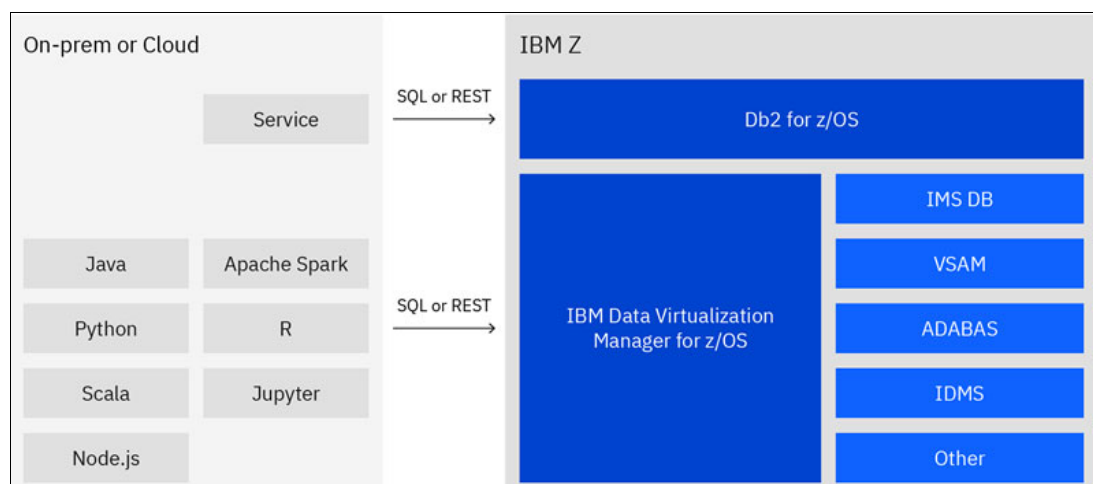 On-prem or Cloud
IBM Z
SQL or REST
Service
Db2 for z/OS
IMS DB
Java
Apache Spark
VSAM
SQL or REST
Python
R
IBM Data Virtualization
Manager for z/OS
ADABAS
Scala
Jupyter
IDMS
Node.js
Other